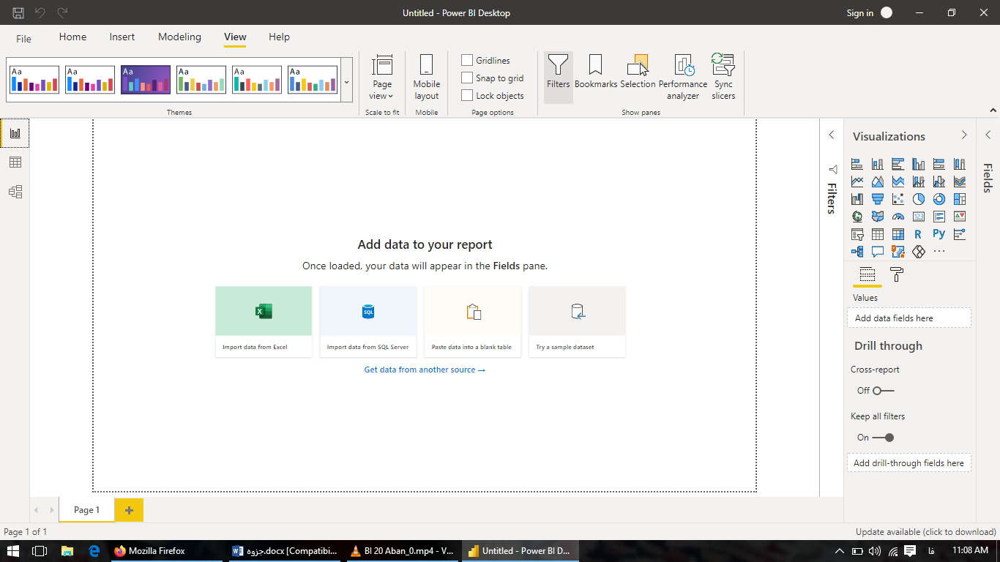 Untitled - Power BI Desktop
Sign in
File
Home
Insert
Modeling
View
Help
Aa
Aa
Aa
Aa
Aa
Aa
Themes
Page
view
Scale to fit
Mobile
layout
Mobile
Gridlines
Snap to grid
Lock objects
Page options
Filters
Bookmarks
Selection
Performance
analyzer
Sync
slicers
Show panes
Add data to your report
Once loaded, your data will appear in the Fields pane.
Import data from Excel
SQL
Import data from SQL Server
Paste data into a blank table
Try a sample dataset
Get data from another source →
Filters
Visualizations
123
R
Py
...
Values
Add data fields here
Drill through
Cross-report
Off
Keep all filters
On
Add drill-through fields here
Fields
Page 1
+
Page 1 of 1
Update available (click to download)
Mozilla Firefox
جزوه.docx [Compatibi...
BI 20 Aban_0.mp4 - V...
Untitled - Power BI D...
فا
11:08 AM